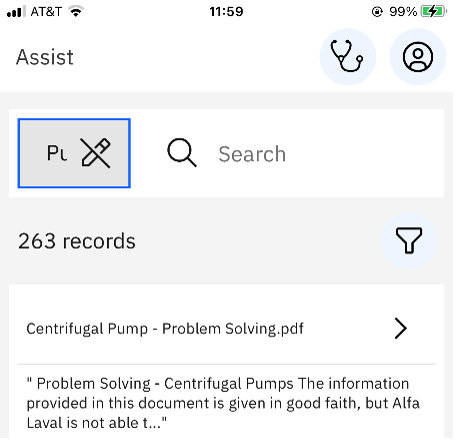 AT&T 11:59 99%
Assist
Search
263 records
Centrifugal Pump - Problem Solving.pdf
" Problem Solving - Centrifugal Pumps The information
provided in this document is given in good faith, but Alfa
Laval is not able t..."